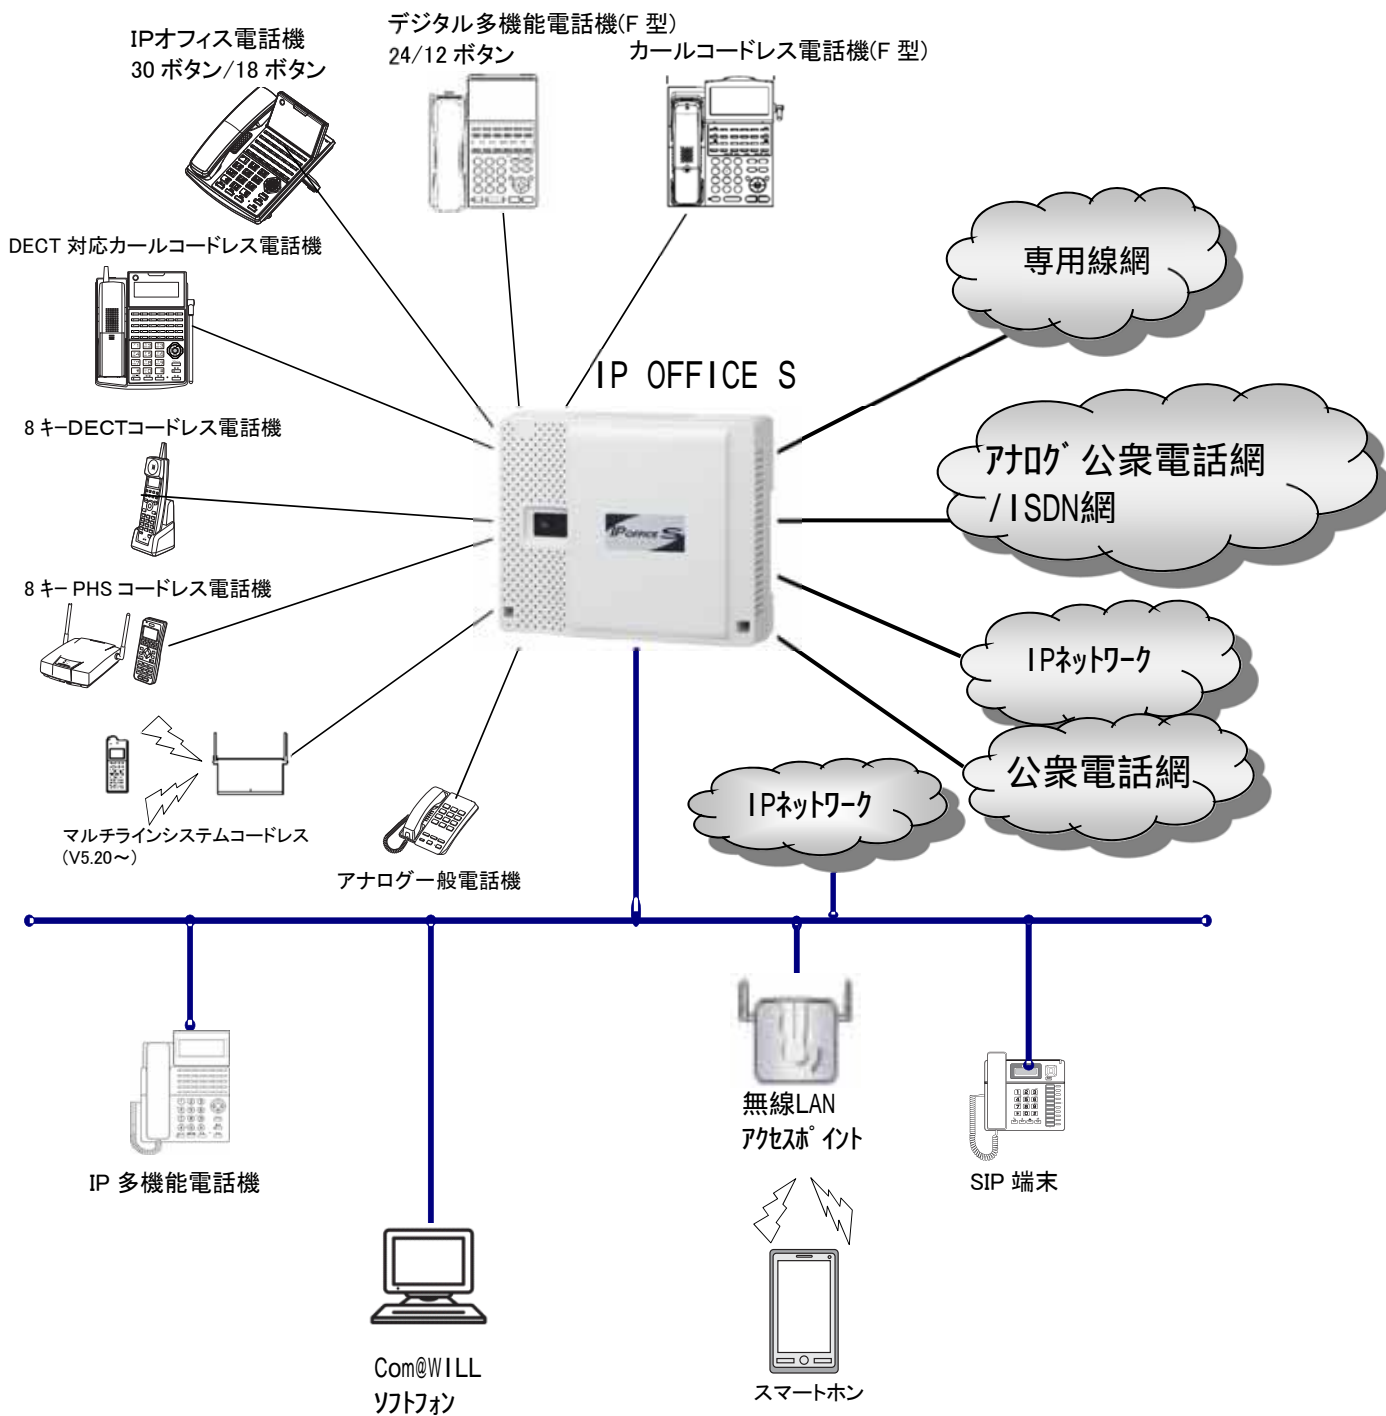 IPオフィス電話機
30 ボタン/18 ボタン
デジタル多機能電話機(F 型)
24/12 ボタン
カールコードレス電話機(F 型)
DECT 対応カールコードレス電話機
専用線網
IP OFFICE S
8 キーDECTコードレス電話機
アナログ 公衆電話網
/ISDN網
IP OFFICE S
8 キー PHS コードレス電話機
IPネットワーク
公衆電話網
IPネットワーク
マルチラインシステムコードレス
(V5.20～)
アナログ一般電話機
無線LAN
アクセスポイント
IP 多機能電話機
SIP 端末
Com@WILL
ソフトフォン
スマートホン